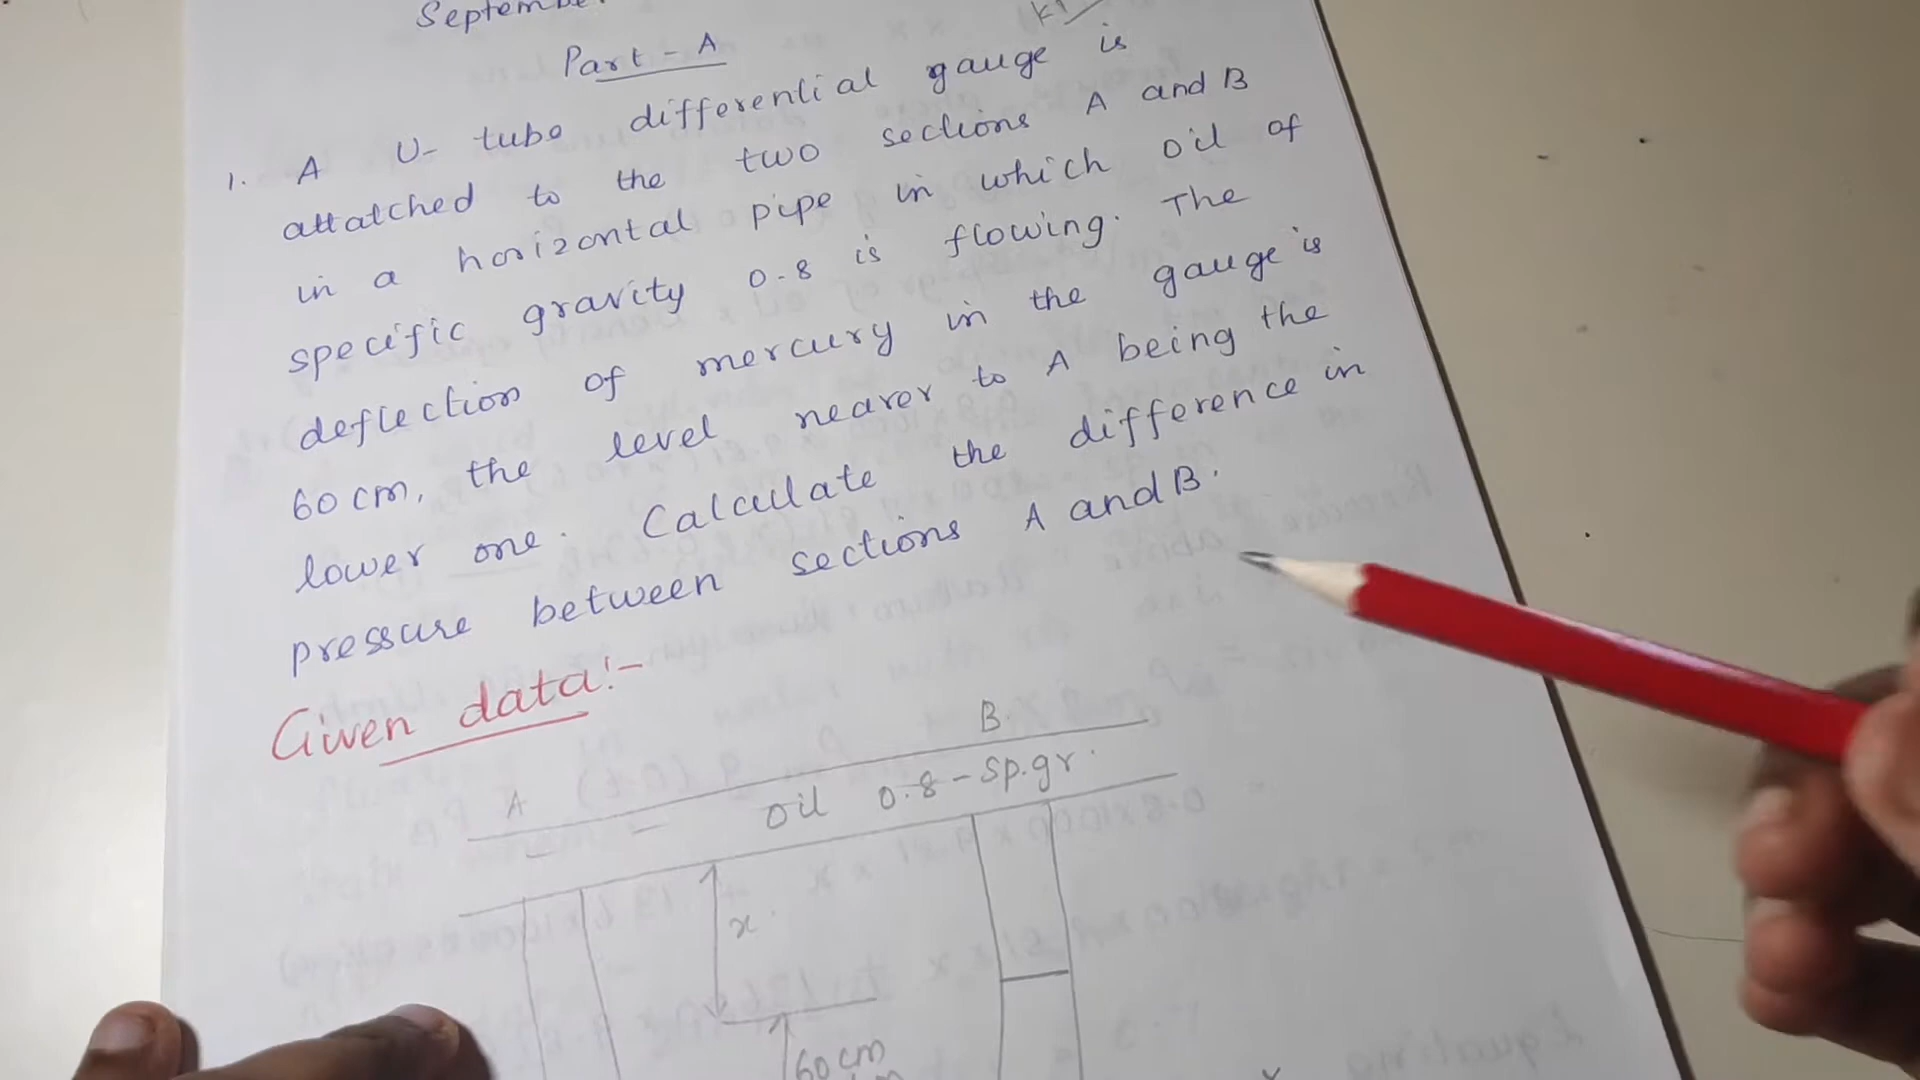 Part - A
1. A U- tube differential gauge is
attatched to the two sections A and B
in a horizontal pipe in which oil of
specific gravity 0.8 is flowing. The
deflection of mercury in the gauge is
60 cm, the level nearer to A being the
lower one. Calculate the difference in
pressure between sections A and B.
Given data:-
B
A
oil 0.8 - Sp.gr.
x
60 cm